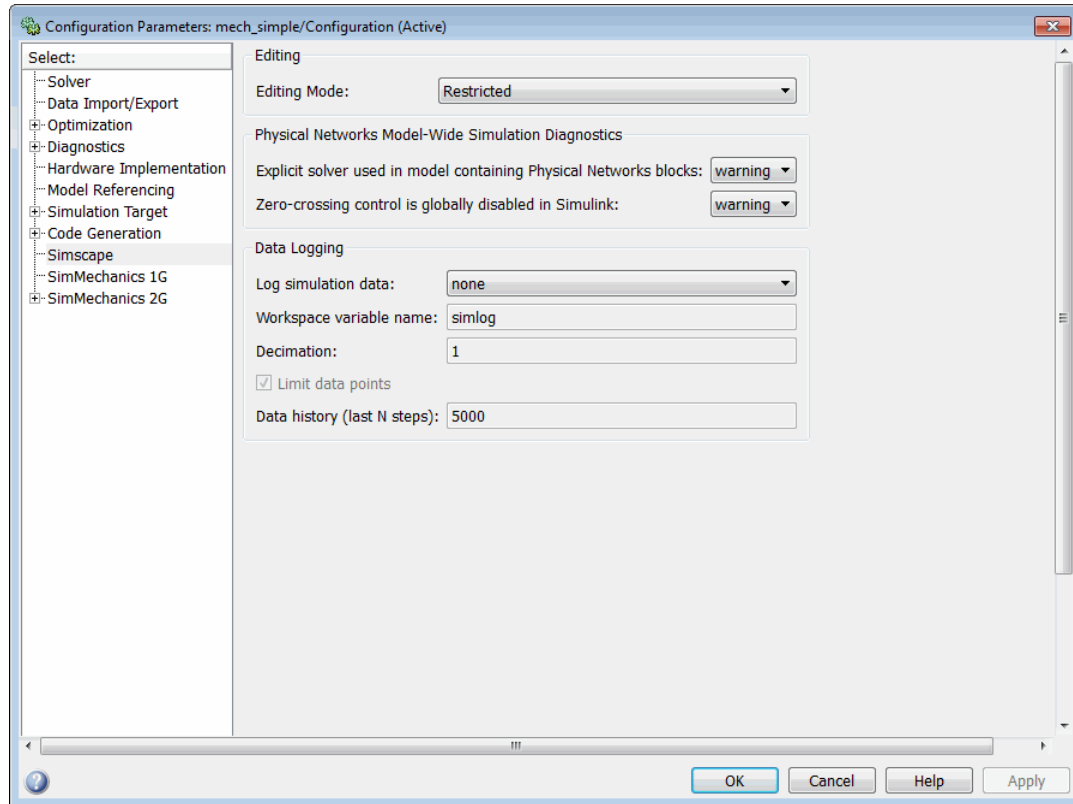 Configuration Parameters: mech_simple/Configuration (Active)
Select:
Solver
Data Import/Export
Optimization
Diagnostics
Hardware Implementation
Model Referencing
Simulation Target
Code Generation
Simscape
SimMechanics 1G
SimMechanics 2G
Editing
Editing Mode: Restricted
Physical Networks Model-Wide Simulation Diagnostics
Explicit solver used in model containing Physical Networks blocks: warning
Zero-crossing control is globally disabled in Simulink: warning
Data Logging
Log simulation data: none
Workspace variable name: simlog
Decimation: 1
Limit data points
Data history (last N steps): 5000
OK Cancel Help Apply